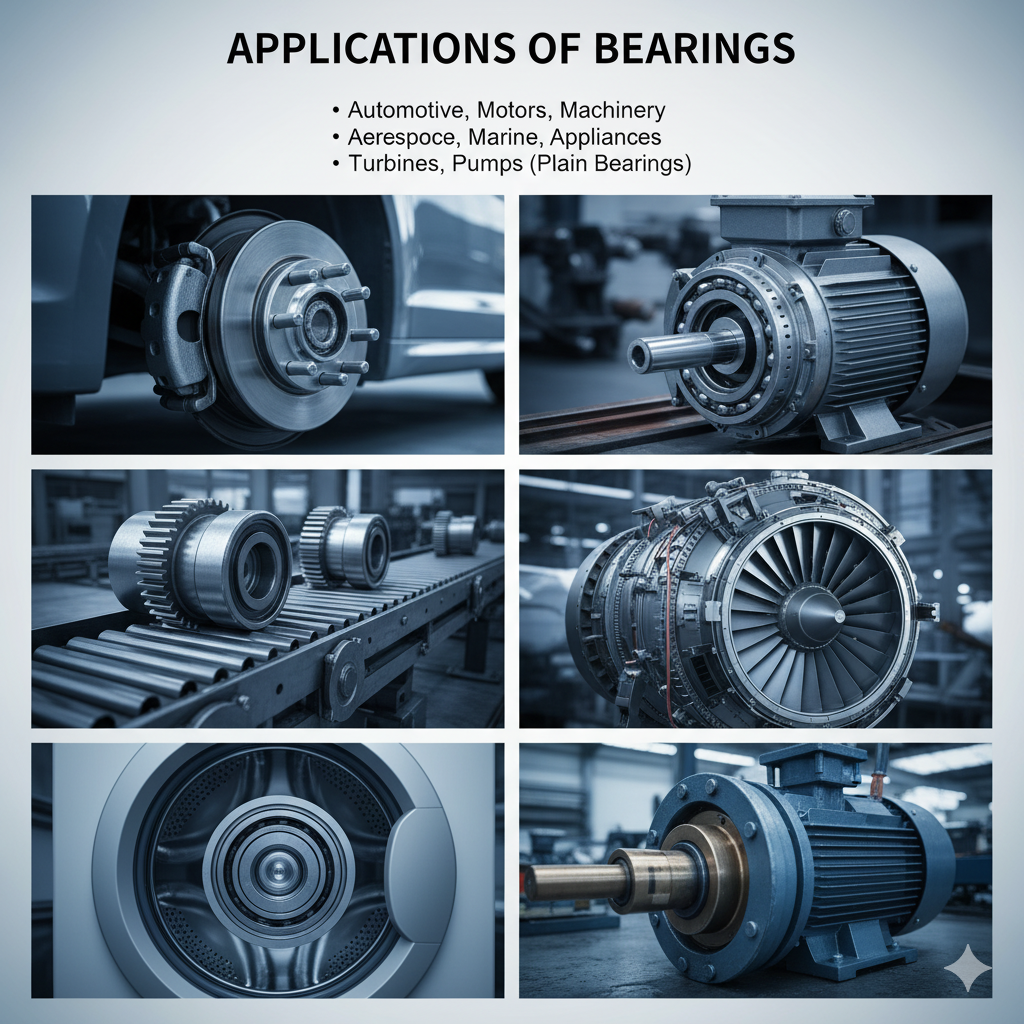 APPLICATIONS OF BEARINGS
• Automotive, Motors, Machinery
• Aerespoce, Marine, Appliances
• Turbines, Pumps (Plain Bearings)